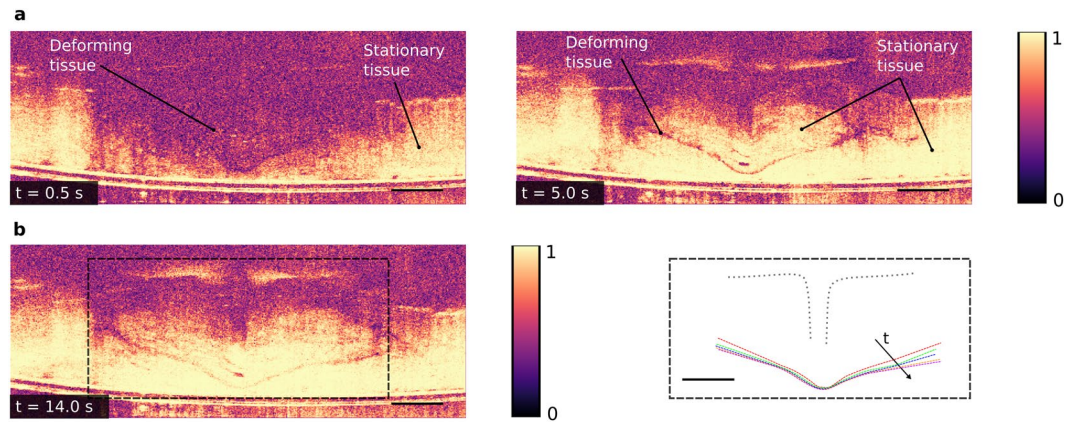 a
Deforming
tissue
Stationary
tissue
t = 0.5 s
Deforming
tissue
Stationary
tissue
t = 5.0 s
1
0
b
t = 14.0 s
1
0
t